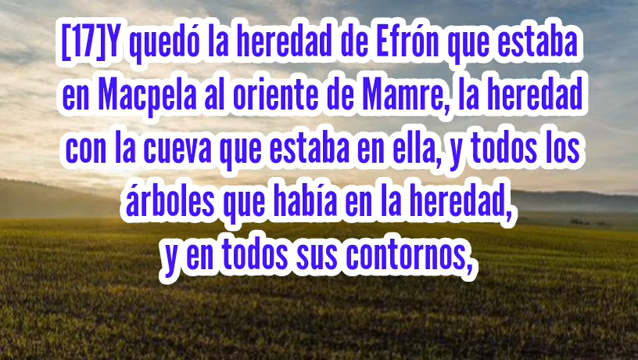 [17]Y quedó la heredad de Efrón que estaba
en Macpela al oriente de Mamre, la heredad
con la cueva que estaba en ella, y todos los
árboles que había en la heredad,
y en todos sus contornos,